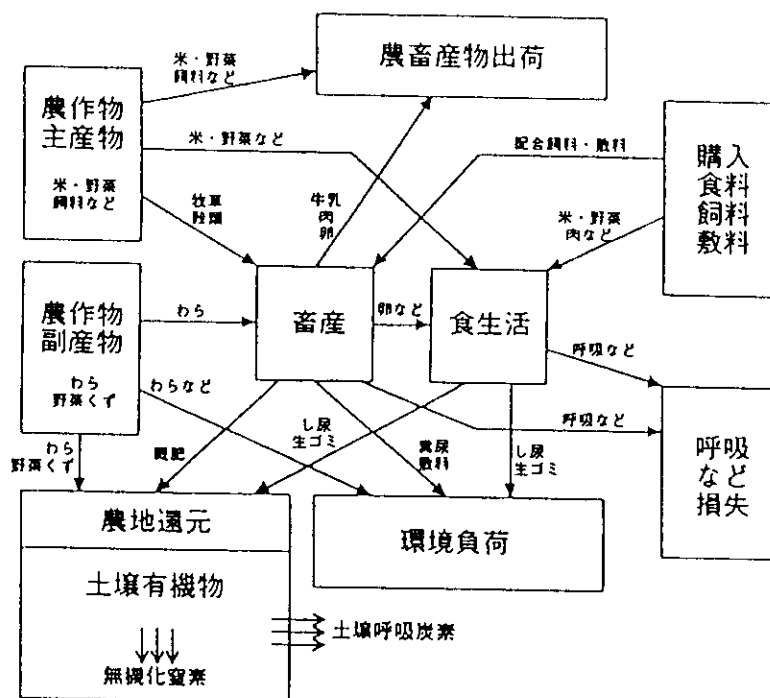 農畜産物出荷
米・野菜
飼料など
農作物
主産物
米・野菜
飼料など
米・野菜など
配合飼料・敷料
購入
食料
飼料
敷料
牧草
牛乳
肉
卵
米・野菜
肉など
農作物
副産物
わら
野菜くず
わら
畜産
卵など
食生活
呼吸など
わらなど
呼吸など
呼吸
など
損失
わら
野菜くず
厩肥
し尿
生ゴミ
糞尿
敷料
し尿
生ゴミ
農地還元
環境負荷
土壌有機物
土壌呼吸炭素
無機化窒素